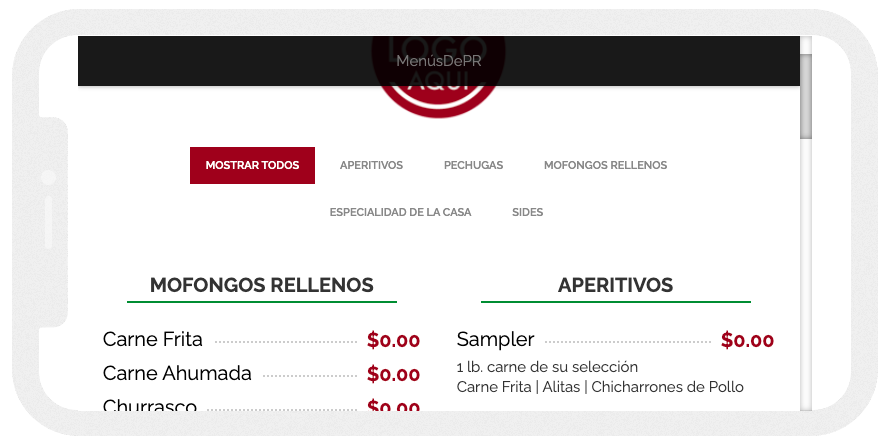 LOGO
MenúsDePR
AQUI
MOSTRAR TODOS APERITIVOS PECHUGAS MOFONGOS RELLENOS
ESPECIALIDAD DE LA CASA SIDES
MOFONGOS RELLENOS
Carne Frita $0.00
Carne Ahumada $0.00
Churrasco $0.00
APERITIVOS
Sampler $0.00
1 lb. carne de su selección
Carne Frita | Alitas | Chicharrones de Pollo